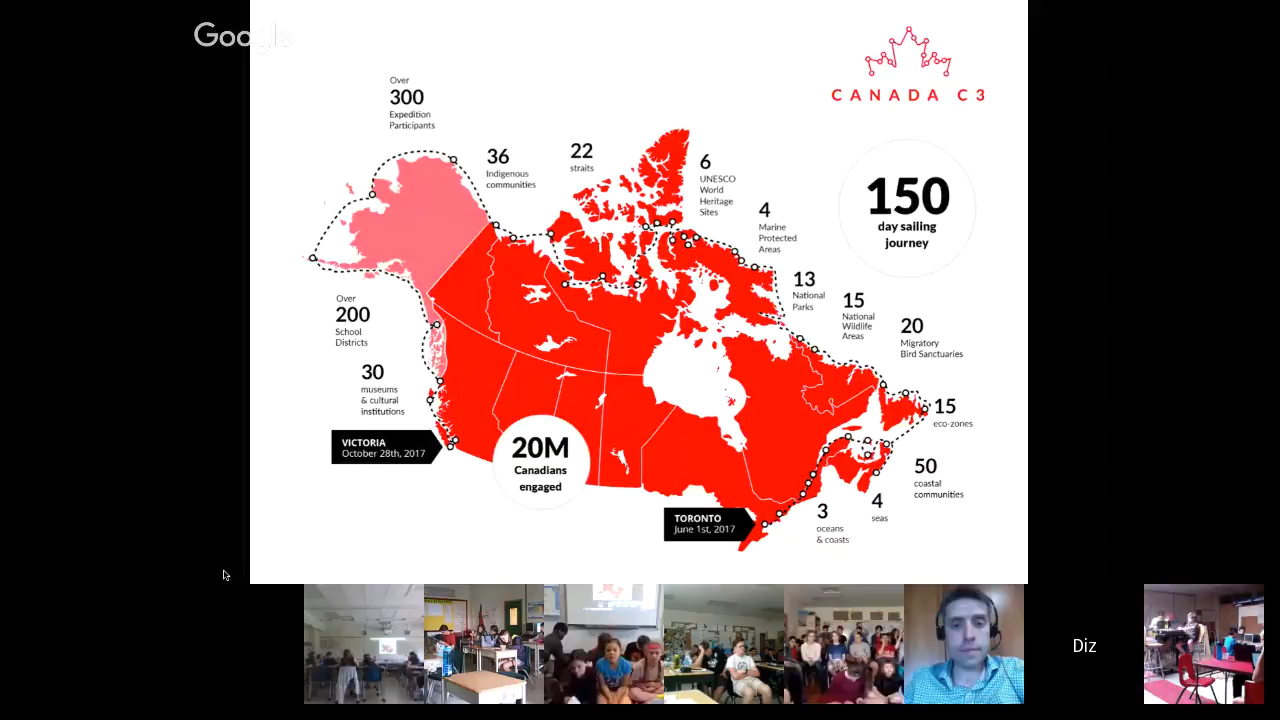 Google
CANADA C3
Over
300
Expedition
Participants
36
Indigenous
communities
22
straits
6
UNESCO
World
Heritage
Sites
4
Marine
Protected
Areas
150
day sailing
journey
13
National
Parks
15
National
Wildlife
Areas
20
Migratory
Bird Sanctuaries
Over
200
School
Districts
30
museums
& cultural
institutions
VICTORIA
October 28th, 2017
20M
Canadians
engaged
15
eco-zones
50
coastal
communities
4
seas
3
oceans
& coasts
TORONTO
June 1st, 2017
Diz